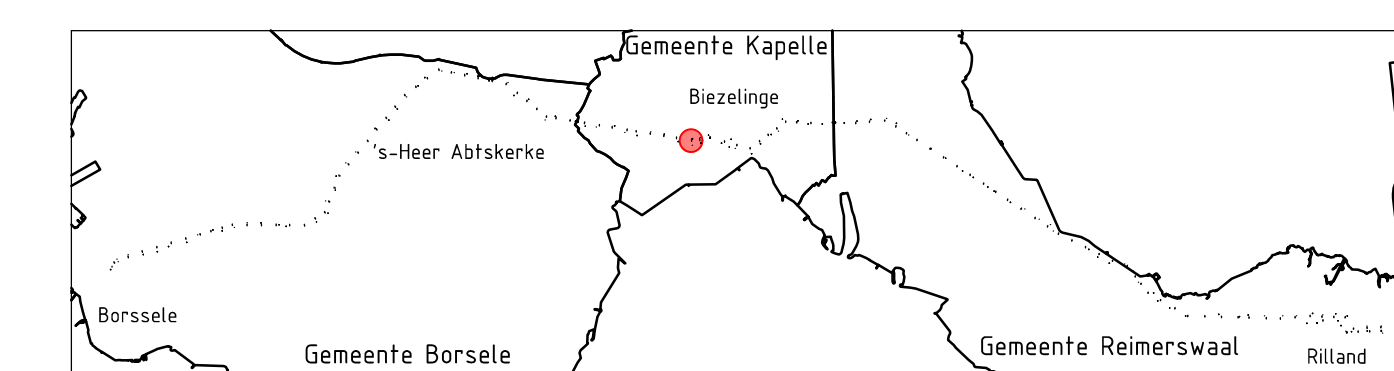 Gemeente Kapelle
Biezelinge
's-Heer Abtskerke
Borssele
Gemeente Borsele
Gemeente Reimerswaal
Rilland